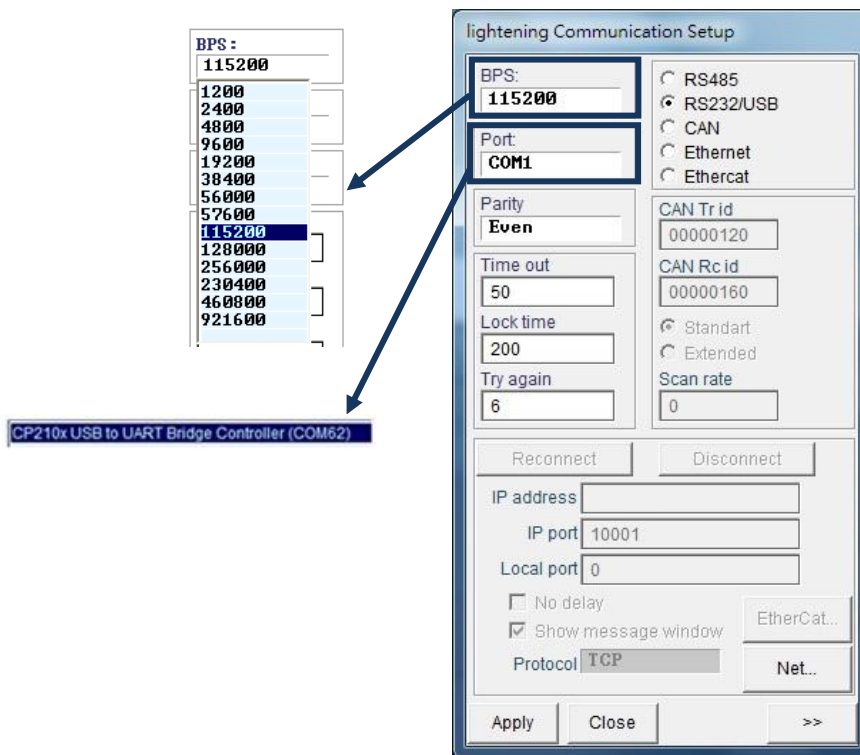 BPS:
115200
1200
2400
4800
9600
19200
38400
56000
57600
115200
128000
256000
230400
460800
921600
CP210x USB to UART Bridge Controller (COM62)
lightening Communication Setup
BPS:
115200
Port:
COM1
Parity
Even
Time out
50
Lock time
200
Try again
6
RS485
RS232/USB
CAN
Ethernet
Ethercat
CAN Tr id
00000120
CAN Rc id
00000160
Standart
Extended
Scan rate
0
Reconnect
Disconnect
IP address
IP port 10001
Local port 0
No delay
Show message window
EtherCat...
Protocol TCP
Net...
Apply
Close
>>